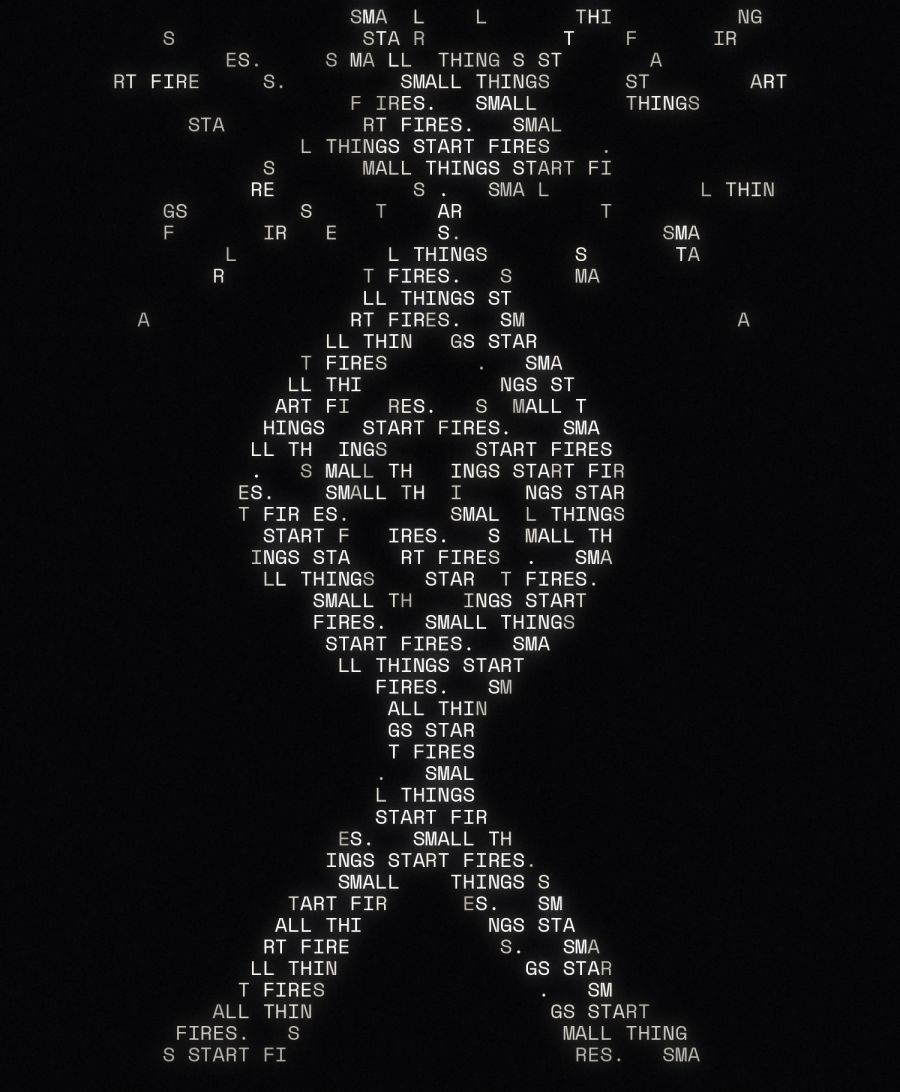 SMA L L THI NG
S STA R T F IR
ES. S MA LL THING S ST A
RT FIRE S. SMALL THINGS ST ART
F IRES. SMALL THINGS
STA RT FIRES. SMAL
L THINGS START FIRES .
S MALL THINGS START FI
RE S . SMA L L THIN
GS S T AR T
F IR E S. SMA
L L THINGS S TA
R T FIRES. S MA
LL THINGS ST
A RT FIRES. SM A
LL THIN GS STAR
T FIRES . SMA
LL THI NGS ST
ART FI RES. S MALL T
HINGS START FIRES. SMA
LL TH INGS START FIRES
. S MALL TH INGS START FIR
ES. SMALL TH I NGS STAR
T FIR ES. SMAL L THINGS
START F IRES. S MALL TH
INGS STA RT FIRES . SMA
LL THINGS STAR T FIRES.
SMALL TH INGS START
FIRES. SMALL THINGS
START FIRES. SMA
LL THINGS START
FIRES. SM
ALL THIN
GS STAR
T FIRES
. SMAL
L THINGS
START FIR
ES. SMALL TH
INGS START FIRES.
SMALL THINGS S
TART FIR ES. SM
ALL THI NGS STA
RT FIRE S. SMA
LL THIN GS STAR
T FIRES . SM
ALL THIN GS START
FIRES. S MALL THING
S START FI RES. SMA